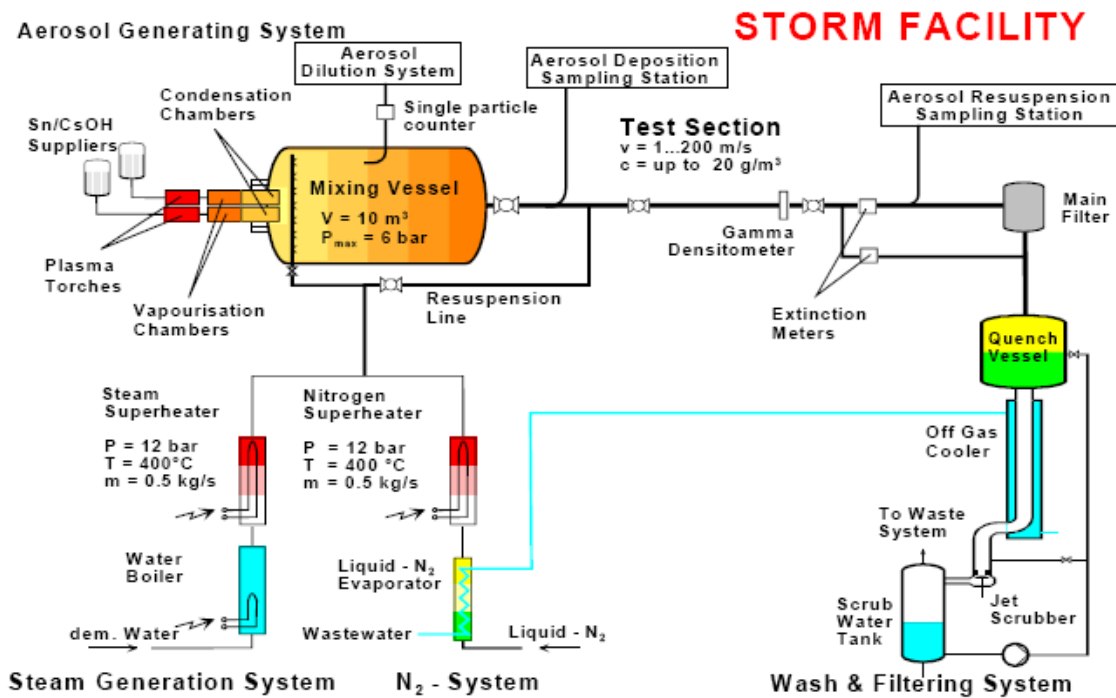 STORM FACILITY
Aerosol Generating System
Aerosol
Dilution System
Aerosol Deposition
Sampling Station
Aerosol Resuspension
Sampling Station
Condensation
Chambers
Single particle
counter
Sn/CsOH
Suppliers
Test Section
v = 1...200 m/s
c = up to 20 g/m³
Mixing Vessel
V = 10 m³
Pmax = 6 bar
Main
Filter
Gamma
Densitometer
Plasma
Torches
Vapourisation
Chambers
Resuspension
Line
Extinction
Meters
Quench
Vessel
Steam
Superheater
P = 12 bar
T = 400°C
m = 0.5 kg/s
Nitrogen
Superheater
P = 12 bar
T = 400 °C
m = 0.5 kg/s
Off Gas
Cooler
To Waste
System
Water
Boiler
Liquid - N₂
Evaporator
Scrub
Water
Tank
Jet
Scrubber
dem. Water
Wastewater
Liquid - N₂
Steam Generation System
N₂ - System
Wash & Filtering System